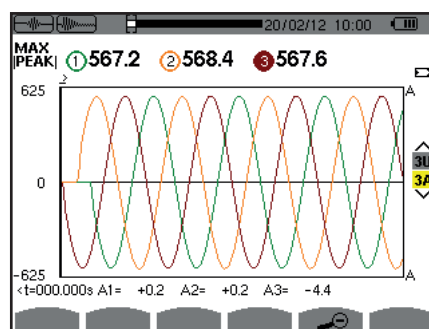 20/02/12 10:00
MAX
|PEAK| 1 567.2 2 568.4 3 567.6
625 A
0
3U
3A
-625 A
<t=000.000s A1= +0.2 A2= +0.2 A3= -4.4